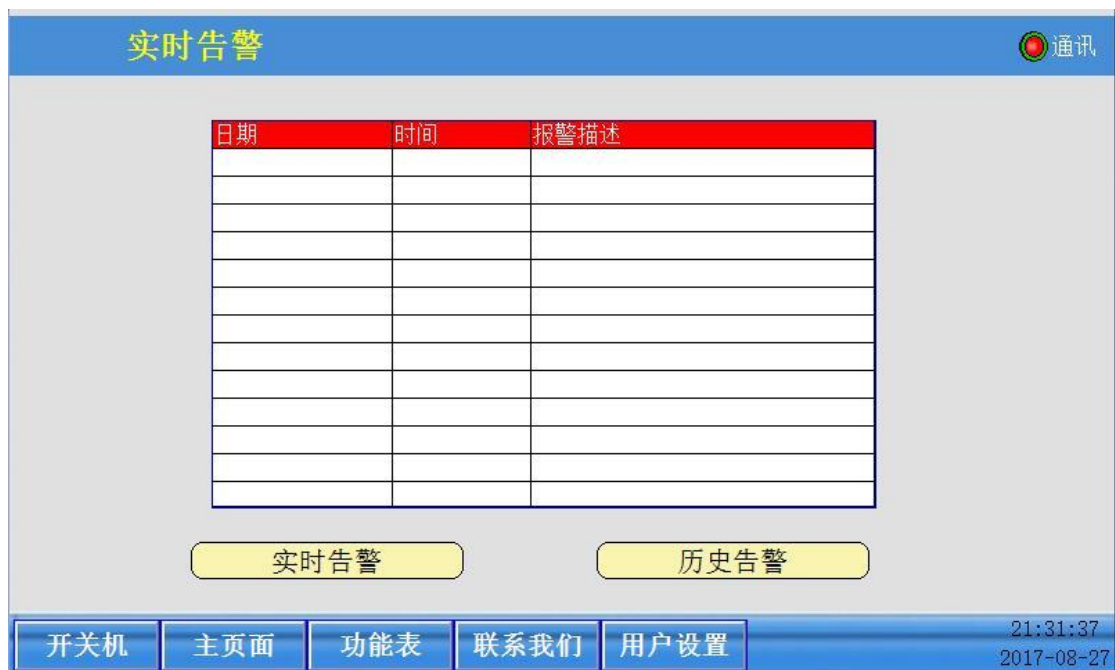 实时告警
通讯
日期 时间 报警描述
实时告警 历史告警
开关机 主页面 功能表 联系我们 用户设置
21:31:37
2017-08-27